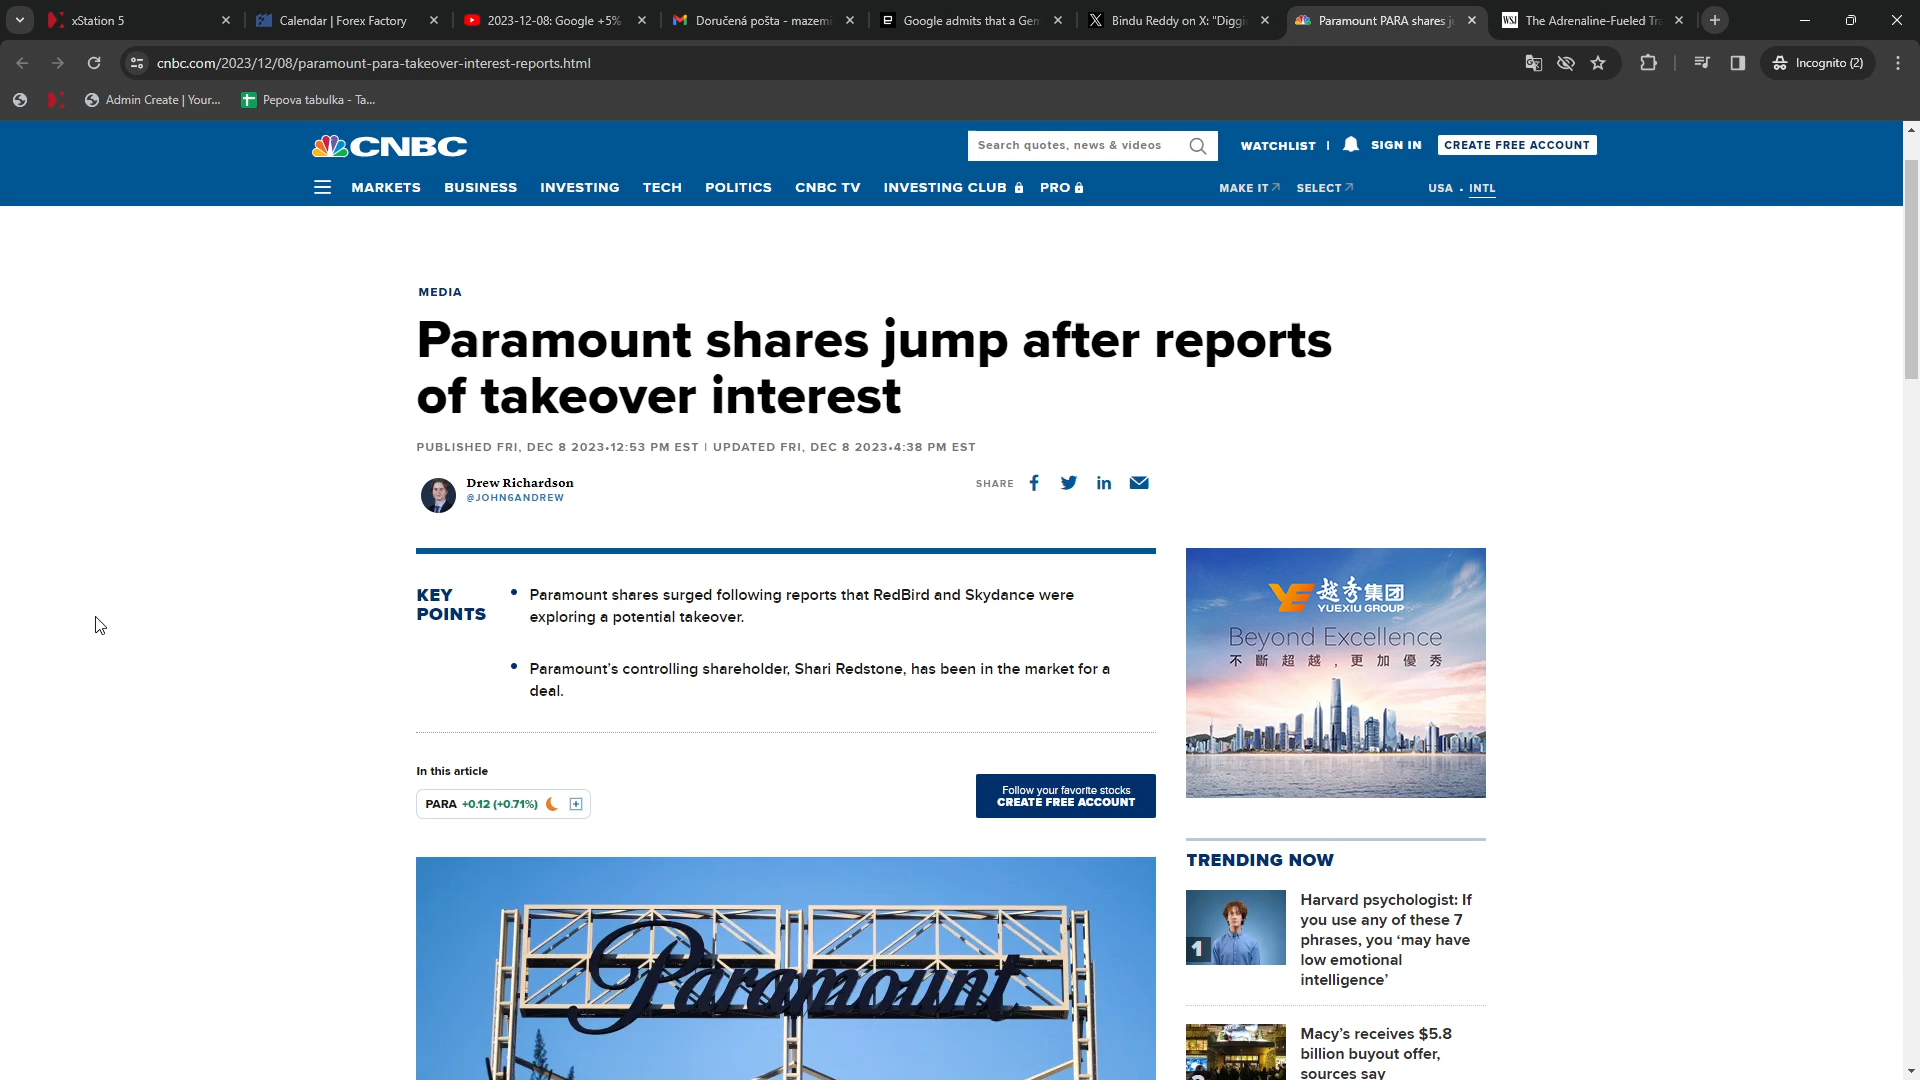 xStation 5
Calendar | Forex Factory
2023-12-08: Google +5%
Doručená pošta - mazemi
Google admits that a Gem
Bindu Reddy on X: "Diggi
Paramount PARA shares j
WSJ
The Adrenaline-Fueled Tra
cnbc.com/2023/12/08/paramount-para-takeover-interest-reports.html
Incognito (2)
Admin Create | Your...
Pepova tabulka - Ta...
CNBC
Search quotes, news & videos
WATCHLIST |
SIGN IN
CREATE FREE ACCOUNT
MARKETS
BUSINESS
INVESTING
TECH
POLITICS
CNBC TV
INVESTING CLUB
PRO
MAKE IT
SELECT
USA • INTL
MEDIA
Paramount shares jump after reports
of takeover interest
PUBLISHED FRI, DEC 8 2023•12:53 PM EST | UPDATED FRI, DEC 8 2023•4:38 PM EST
Drew Richardson
@JOHN6ANDREW
SHARE
KEY
POINTS
Paramount shares surged following reports that RedBird and Skydance were
exploring a potential takeover.
Paramount's controlling shareholder, Shari Redstone, has been in the market for a
deal.
In this article
PARA +0.12 (+0.71%)
Follow your favorite stocks
CREATE FREE ACCOUNT
Paramount
越秀集团
YUEXIU GROUP
Beyond Excellence
不斷超越，更加優秀
TRENDING NOW
1
Harvard psychologist: If
you use any of these 7
phrases, you ‘may have
low emotional
intelligence’
Macy’s receives $5.8
billion buyout offer,
sources say